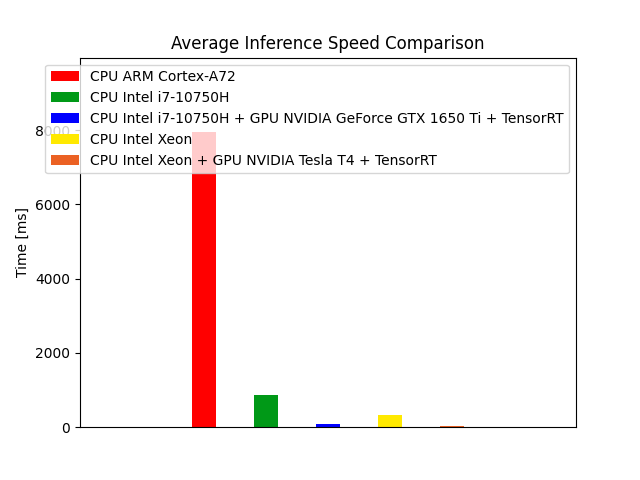 Average Inference Speed Comparison
CPU ARM Cortex-A72
CPU Intel i7-10750H
CPU Intel i7-10750H + GPU NVIDIA GeForce GTX 1650 Ti + TensorRT
CPU Intel Xeon
CPU Intel Xeon + GPU NVIDIA Tesla T4 + TensorRT
8000
6000
4000
2000
0
Time [ms]